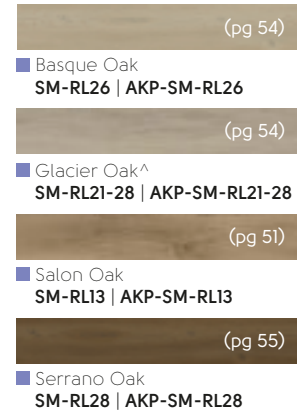 (pg 54)
Basque Oak
SM-RL26 | AKP-SM-RL26
(pg 54)
Glacier Oak^
SM-RL21-28 | AKP-SM-RL21-28
(pg 51)
Salon Oak
SM-RL13 | AKP-SM-RL13
(pg 55)
Serrano Oak
SM-RL28 | AKP-SM-RL28